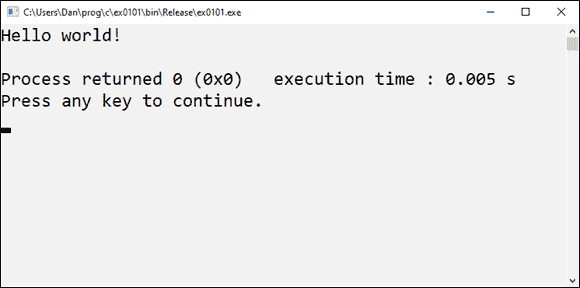 C:\Users\Dan\prog\c\ex0101\bin\Release\ex0101.exe
Hello world!
Process returned 0 (0x0)   execution time : 0.005 s
Press any key to continue.